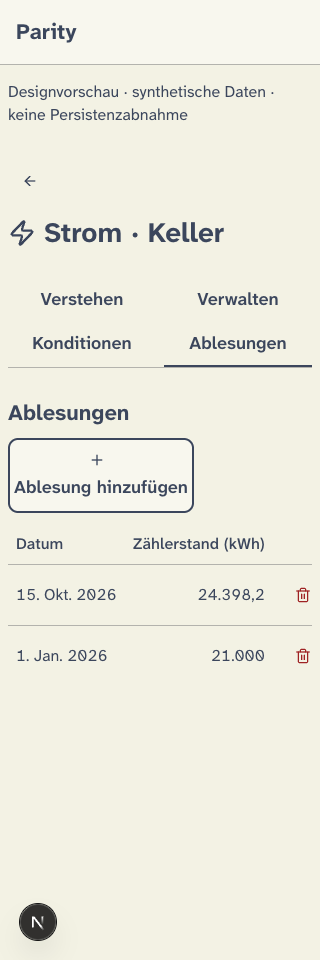 Parity
Designvorschau · synthetische Daten ·
keine Persistenzabnahme
←
Strom · Keller
Verstehen Verwalten
Konditionen Ablesungen
Ablesungen
+
Ablesung hinzufügen
Datum Zählerstand (kWh)
15. Okt. 2026 24.398,2
1. Jan. 2026 21.000
N